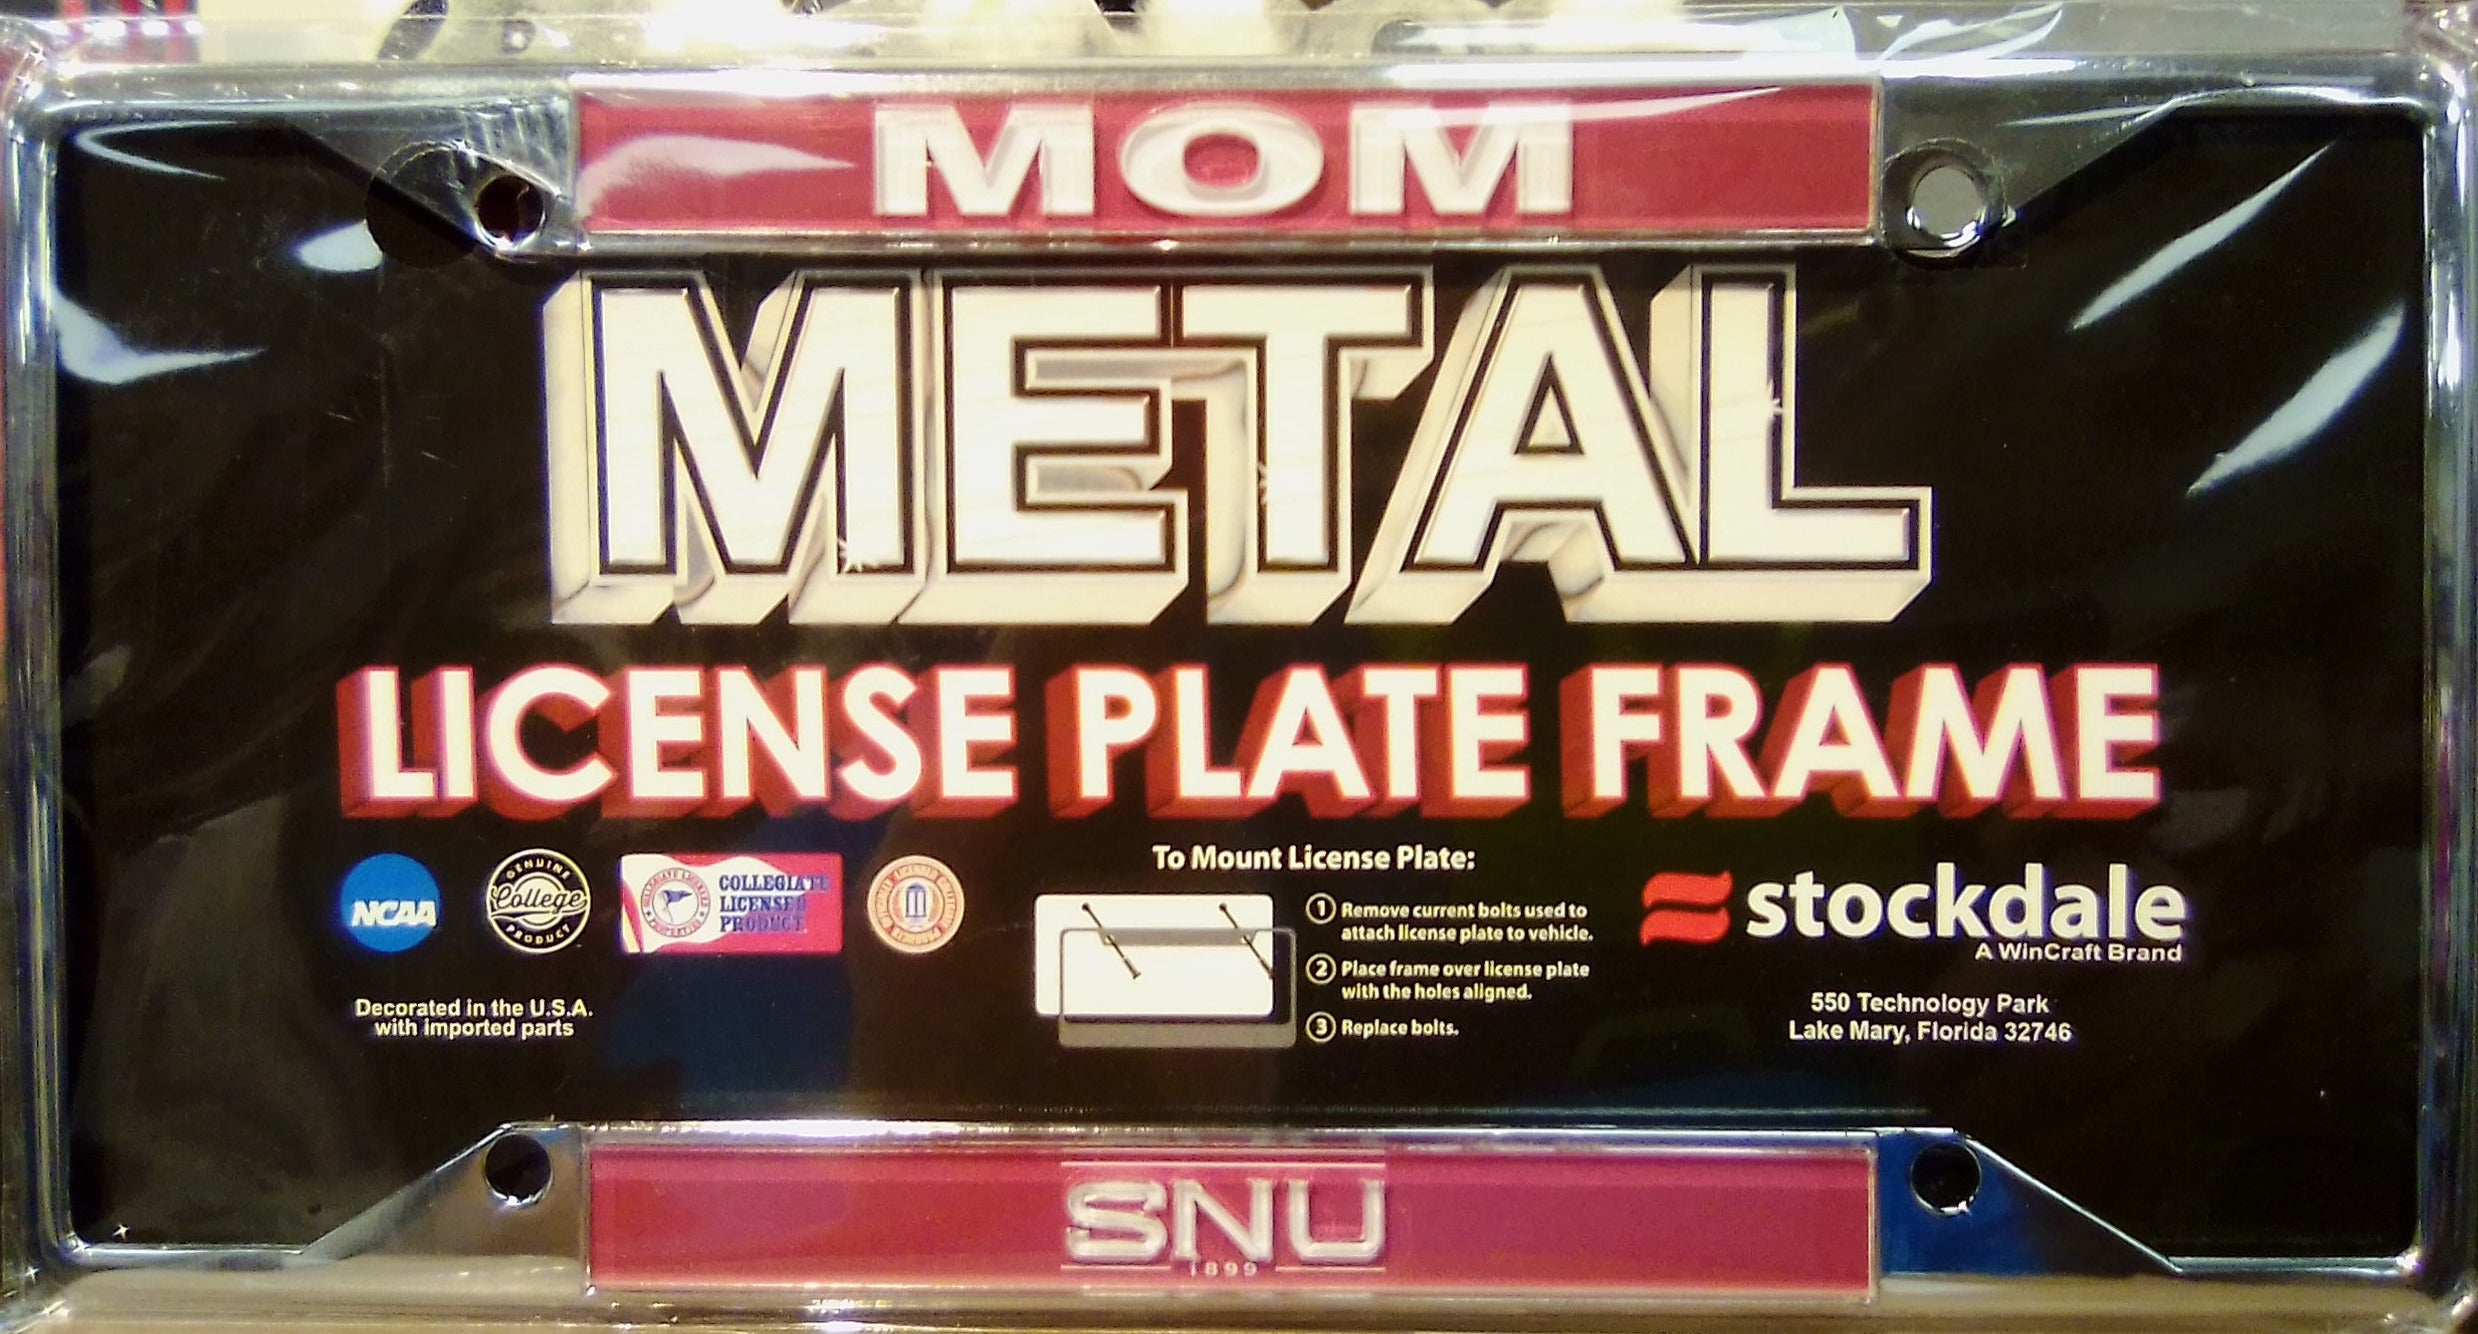 MOM
METAL
LICENSE PLATE FRAME
NCAA
GENUINE
College
PRODUCT
COLLEGIATE
LICENSED
PRODUCT
To Mount License Plate:
1 Remove current bolts used to
attach license plate to vehicle.
2 Place frame over license plate
with the holes aligned.
3 Replace bolts.
stockdale
A WinCraft Brand
Decorated in the U.S.A.
with imported parts
550 Technology Park
Lake Mary, Florida 32746
SNU
1899